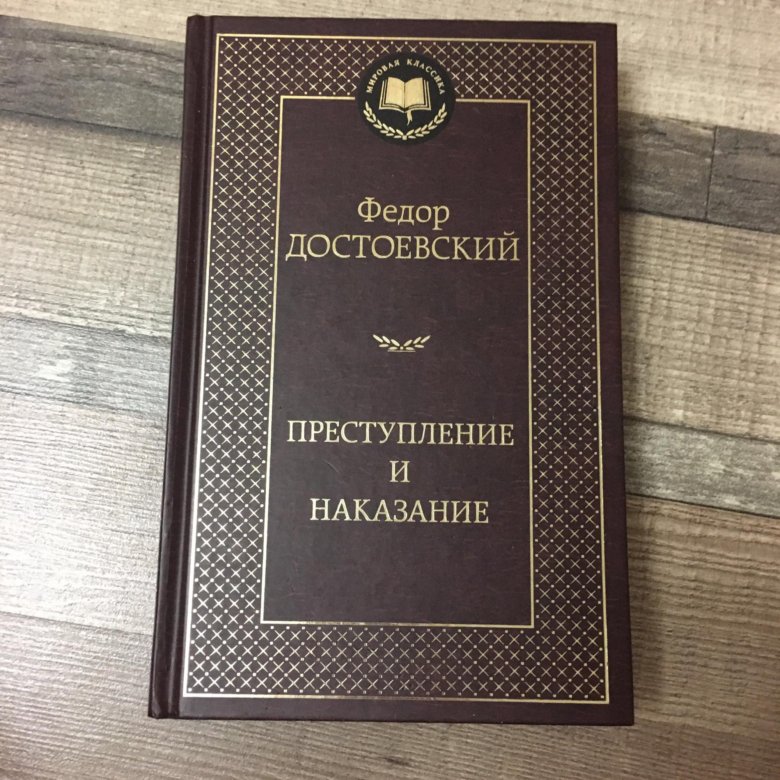 МИРОВАЯ КЛАССИКА
Федор
ДОСТОЕВСКИЙ
ПРЕСТУПЛЕНИЕ
И
НАКАЗАНИЕ